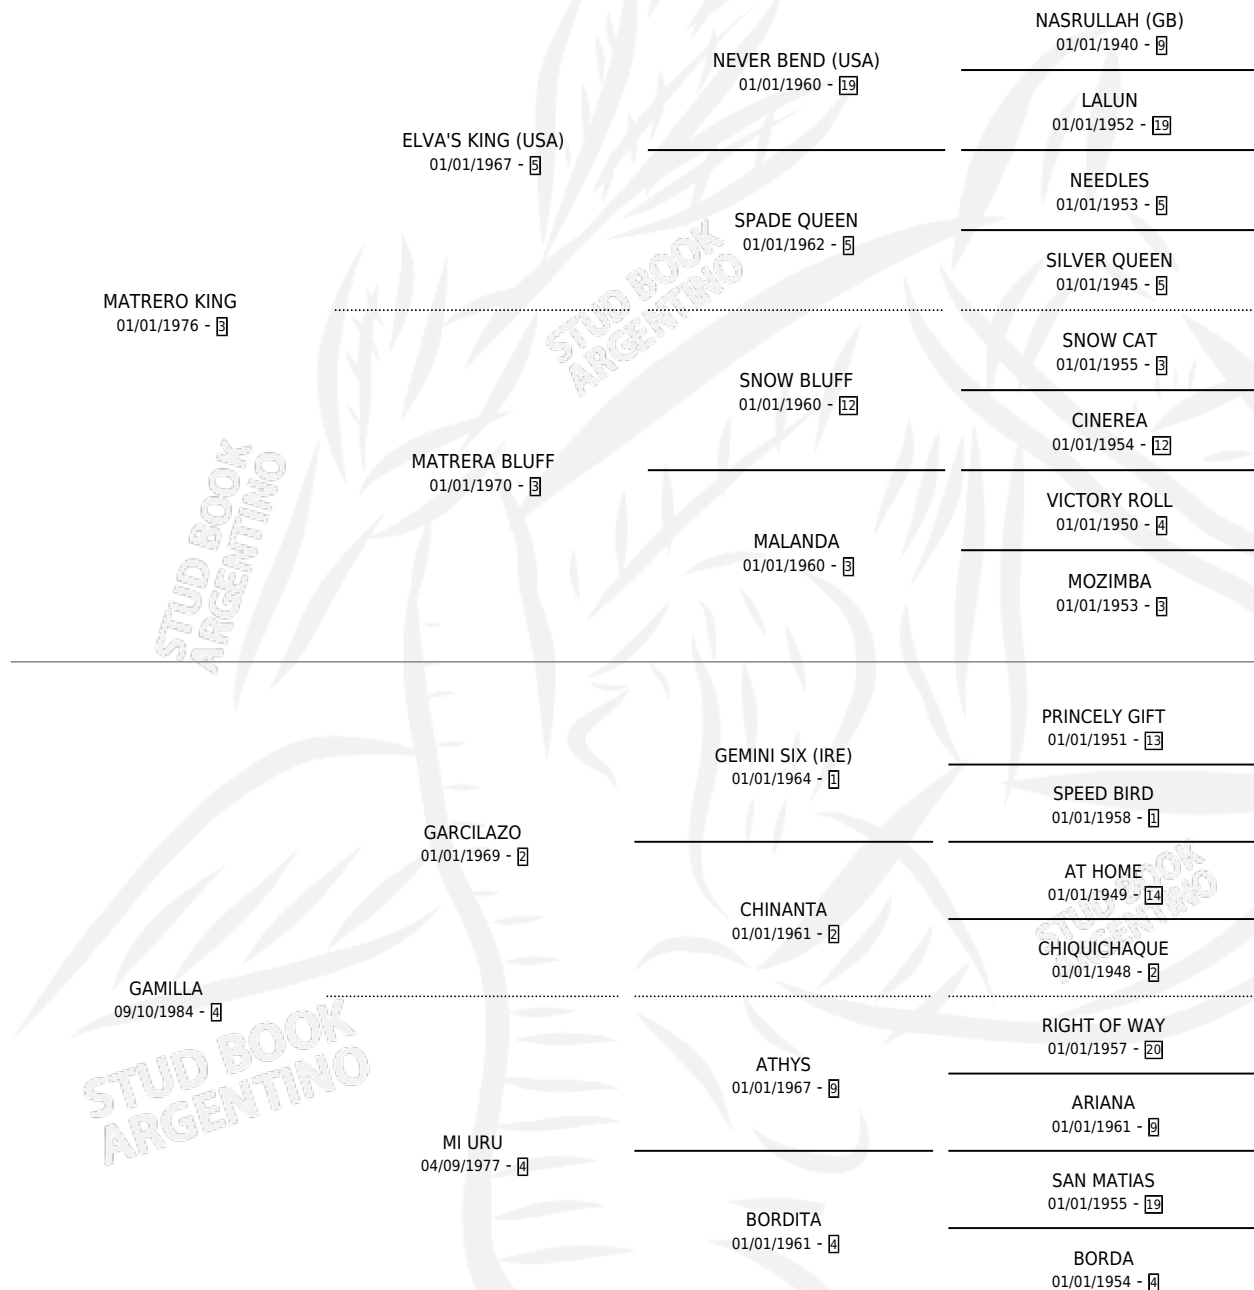 NASRULLAH (GB)
01/01/1940 - 9
NEVER BEND (USA)
01/01/1960 - 19
LALUN
01/01/1952 - 19
ELVA'S KING (USA)
01/01/1967 - 5
NEEDLES
01/01/1953 - 5
SPADE QUEEN
01/01/1962 - 5
SILVER QUEEN
01/01/1945 - 5
MATRERO KING
01/01/1976 - 3
SNOW CAT
01/01/1955 - 3
SNOW BLUFF
01/01/1960 - 12
CINEREA
01/01/1954 - 12
MATRERA BLUFF
01/01/1970 - 3
VICTORY ROLL
01/01/1950 - 4
MALANDA
01/01/1960 - 3
MOZIMBA
01/01/1953 - 3
PRINCELY GIFT
01/01/1951 - 13
GEMINI SIX (IRE)
01/01/1964 - 1
SPEED BIRD
01/01/1958 - 1
GARCILAZO
01/01/1969 - 2
AT HOME
01/01/1949 - 14
CHINANTA
01/01/1961 - 2
CHIQUICHAQUE
01/01/1948 - 2
GAMILLA
09/10/1984 - 4
RIGHT OF WAY
01/01/1957 - 20
ATHYS
01/01/1967 - 9
ARIANA
01/01/1961 - 9
MI URU
04/09/1977 - 4
SAN MATIAS
01/01/1955 - 19
BORDITA
01/01/1961 - 4
BORDA
01/01/1954 - 4
STUD BOOK
ARGENTINO
STUD BOOK
ARGENTINO
STUD BOOK
ARGENTINO
STUD BOOK
ARGENTINO